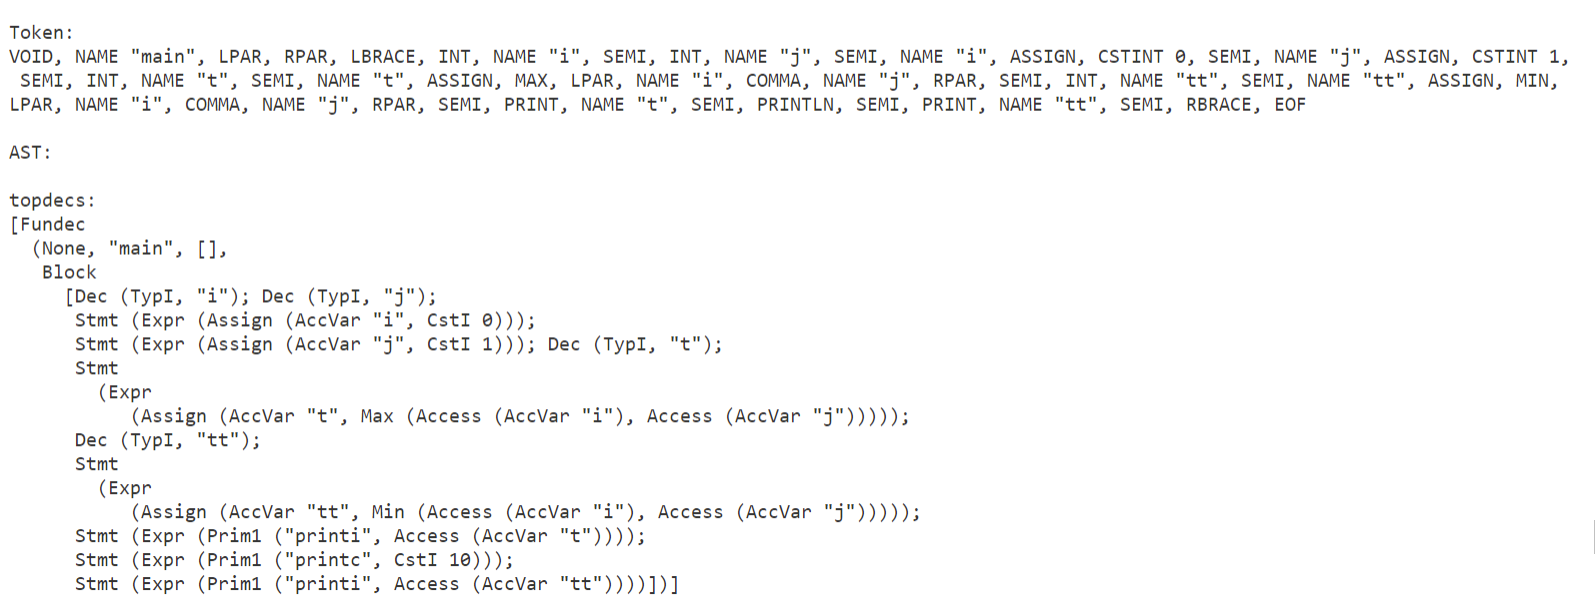 Token:
VOID, NAME "main", LPAR, RPAR, LBRACE, INT, NAME "i", SEMI, INT, NAME "j", SEMI, NAME "i", ASSIGN, CSTINT 0, SEMI, NAME "j", ASSIGN, CSTINT 1,
SEMI, INT, NAME "t", SEMI, NAME "t", ASSIGN, MAX, LPAR, NAME "i", COMMA, NAME "j", RPAR, SEMI, INT, NAME "tt", SEMI, NAME "tt", ASSIGN, MIN,
LPAR, NAME "i", COMMA, NAME "j", RPAR, SEMI, PRINT, NAME "t", SEMI, PRINTLN, SEMI, PRINT, NAME "tt", SEMI, RBRACE, EOF

AST:

topdecs:
[Fundec
  (None, "main", [],
   Block
     [Dec (TypI, "i"); Dec (TypI, "j");
      Stmt (Expr (Assign (AccVar "i", CstI 0)));
      Stmt (Expr (Assign (AccVar "j", CstI 1))); Dec (TypI, "t");
      Stmt
        (Expr
           (Assign (AccVar "t", Max (Access (AccVar "i"), Access (AccVar "j")))));
      Dec (TypI, "tt");
      Stmt
        (Expr
           (Assign (AccVar "tt", Min (Access (AccVar "i"), Access (AccVar "j")))));
      Stmt (Expr (Prim1 ("printi", Access (AccVar "t"))));
      Stmt (Expr (Prim1 ("printc", CstI 10)));
      Stmt (Expr (Prim1 ("printi", Access (AccVar "tt"))))])]